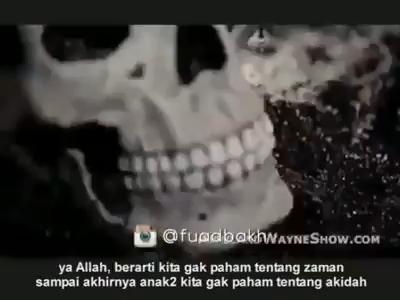 @fuadbakh
WAYNESHOW.COM
ya Allah, berarti kita gak paham tentang zaman
sampai akhirnya anak2 kita gak paham tentang akidah